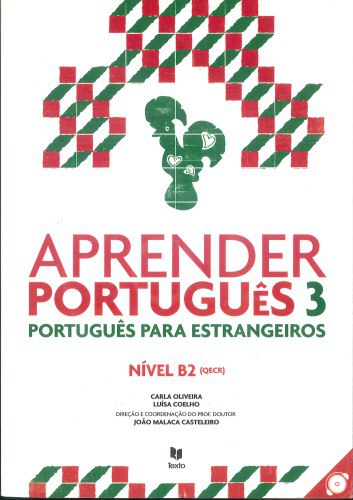 APRENDER
PORTUGUÊS 3
PORTUGUÊS PARA ESTRANGEIROS
NÍVEL B2 (QECR)
CARLA OLIVEIRA
LUÍSA COELHO
DIREÇÃO E COORDENAÇÃO DO PROF. DOUTOR
JOÃO MALACA CASTELEIRO
Texto